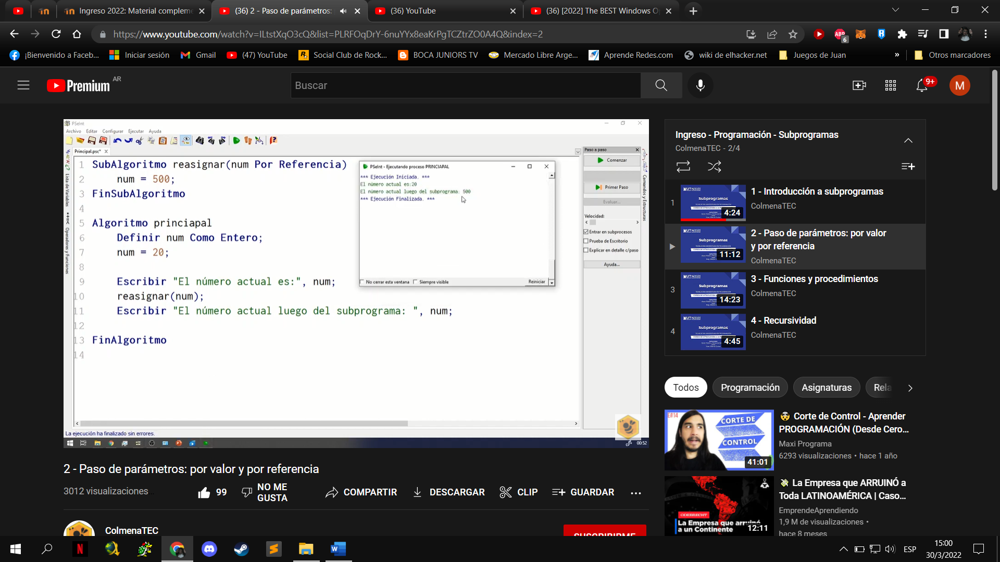 Ingreso 2022: Material complem
(36) 2 - Paso de parámetros:
(36) YouTube
(36) [2022] The BEST Windows O
https://www.youtube.com/watch?v=ILtstXqO3cQ&list=PLRFOqDrY-6nuYYx8eaKrPgTCZtrZO0A4Q&index=2
ABP
6
¡Bienvenido a Faceb...
Iniciar sesión
Gmail
(47) YouTube
Social Club de Rock...
BOCA JUNIORS TV
Mercado Libre Arge...
Aprende Redes.com
wiki de elhacker.net
Juegos de Juan
»
Otros marcadores
Premium
AR
Buscar
9+
M
PSeInt
Archivo Editar Configurar Ejecutar Ayuda
Principal.psc*
Lista de Variables
Operadores y Funciones
1 SubAlgoritmo reasignar(num Por Referencia)
2 num = 500;
3 FinSubAlgoritmo
4
5 Algoritmo princiapal
6 Definir num Como Entero;
7 num = 20;
8
9 Escribir "El número actual es:", num;
10 reasignar(num);
11 Escribir "El número actual luego del subprograma: ", num;
12
13 FinAlgoritmo
14
PSeInt - Ejecutando proceso PRINCIAPAL
*** Ejecución Iniciada. ***
El número actual es:20
El número actual luego del subprograma: 500
*** Ejecución Finalizada. ***
No cerrar esta ventana
Siempre visible
Reiniciar
Paso a paso
Comenzar
Primer Paso
Evaluar...
Velocidad:
Entrar en subprocesos
Prueba de Escritorio
Explicar en detalle c/paso
Ayuda...
Comandos y Estructuras
La ejecución ha finalizado sin errores.
00:52
2 - Paso de parámetros: por valor y por referencia
3012 visualizaciones
99
NO ME
GUSTA
COMPARTIR
DESCARGAR
CLIP
GUARDAR
ColmenaTEC
SUSCRIBIRME
Ingreso - Programación - Subprogramas
ColmenaTEC - 2/4
1
UTN
Subprogramas
4:24
1 - Introducción a subprogramas
ColmenaTEC
UTN
Subprogramas
11:12
2 - Paso de parámetros: por valor
y por referencia
ColmenaTEC
3
UTN
Subprogramas
14:23
3 - Funciones y procedimientos
ColmenaTEC
4
UTN
Subprogramas
4:45
4 - Recursividad
ColmenaTEC
Todos
Programación
Asignaturas
Rela
E#14
CORTE DE
CONTROL
41:01
Corte de Control - Aprender
PROGRAMACIÓN (Desde Cero...
Maxi Programa
6293 visualizaciones • hace 1 año
ODEBRECHT
La Empresa que arruinó
a un Continente
12:11
La Empresa que ARRUINÓ a
Toda LATINOAMÉRICA | Caso...
EmprendeAprendiendo
1,9 M de visualizaciones •
hace 8 meses
ESP
15:00
30/3/2022